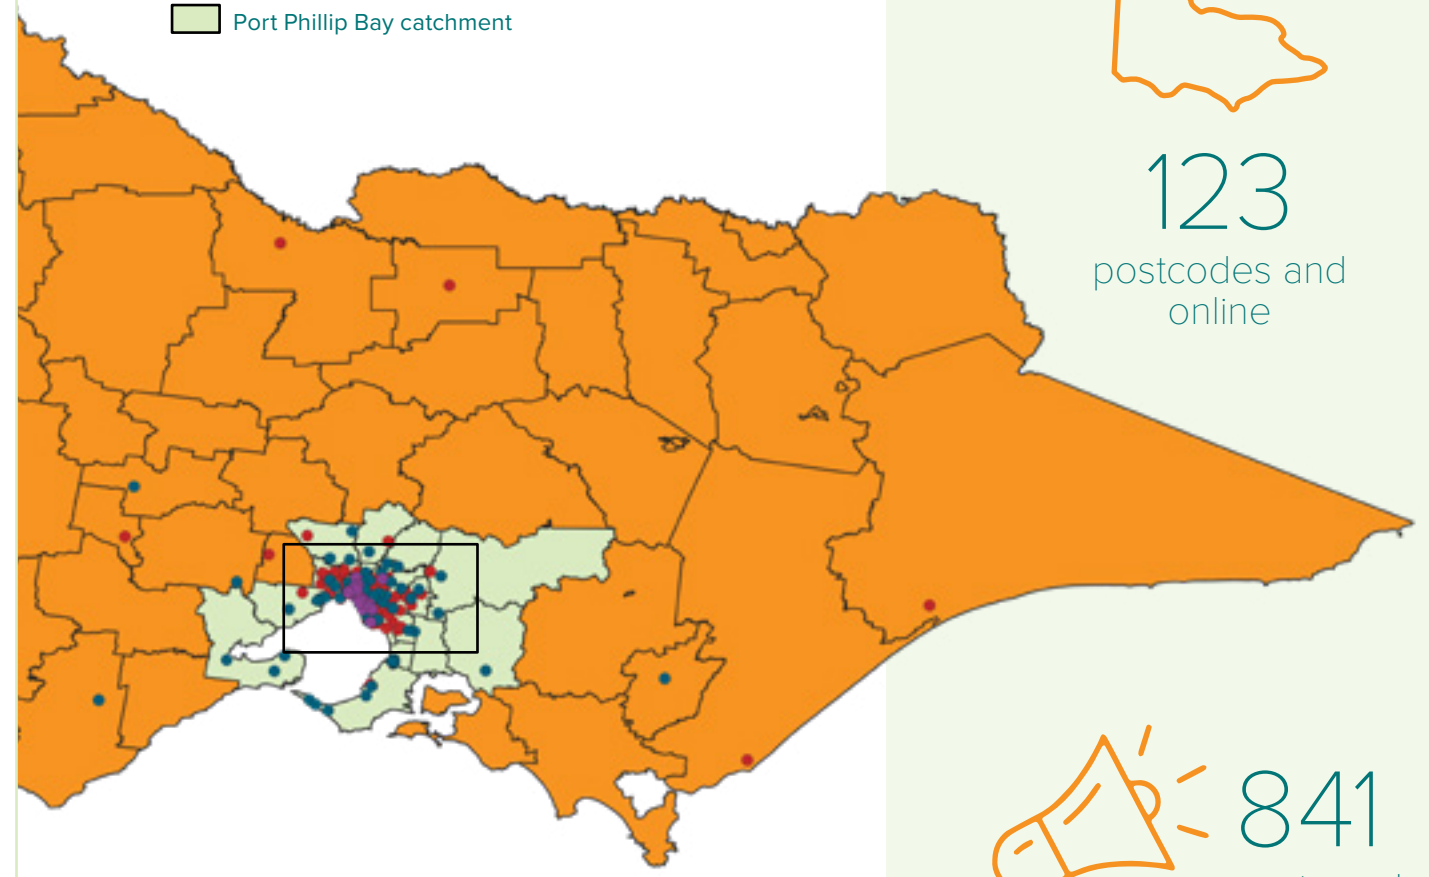 Port Phillip Bay catchment
123
postcodes and
online
841